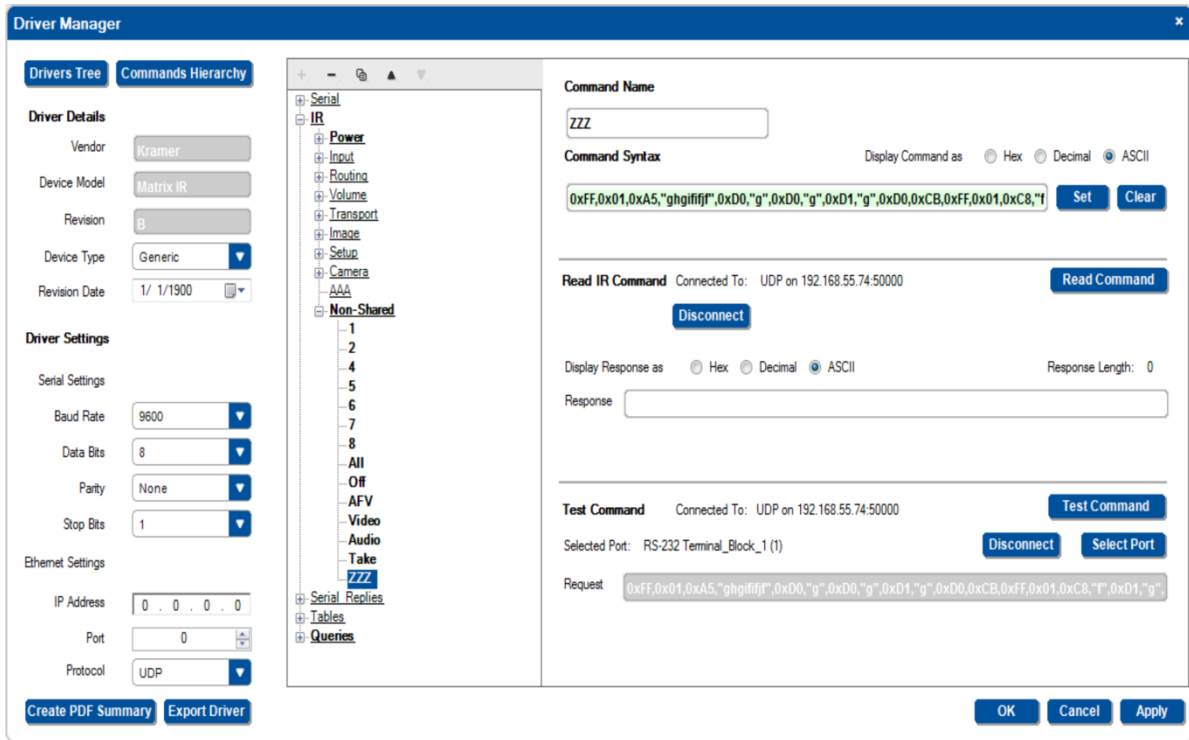 Driver Manager
x
Drivers Tree
Commands Hierarchy
Driver Details
Vendor
Kramer
Device Model
Matrix IR
Revision
B
Device Type
Generic
Revision Date
1/ 1/1900
Driver Settings
Serial Settings
Baud Rate
9600
Data Bits
8
Parity
None
Stop Bits
1
Ethernet Settings
IP Address
0 . 0 . 0 . 0
Port
0
Protocol
UDP
Create PDF Summary
Export Driver
Serial
IR
Power
Input
Routing
Volume
Transport
Image
Setup
Camera
AAA
Non-Shared
1
2
4
5
6
7
8
All
Off
AFV
Video
Audio
Take
ZZZ
Serial Replies
Tables
Queries
Command Name
ZZZ
Command Syntax
Display Command as
Hex
Decimal
ASCII
0xFF,0x01,0xA5,"ghgififjf",0xD0,"g",0xD0,"g",0xD1,"g",0xD0,0xCB,0xFF,0x01,0xC8,"f
Set
Clear
Read IR Command
Connected To: UDP on 192.168.55.74:50000
Read Command
Disconnect
Display Response as
Hex
Decimal
ASCII
Response Length: 0
Response
Test Command
Connected To: UDP on 192.168.55.74:50000
Test Command
Selected Port: RS-232 Terminal_Block_1 (1)
Disconnect
Select Port
Request
0xFF,0x01,0xA5,"ghgififjf",0xD0,"g",0xD0,"g",0xD1,"g",0xD0,0xCB,0xFF,0x01,0xC8,"f",0xD1,"g",
OK
Cancel
Apply